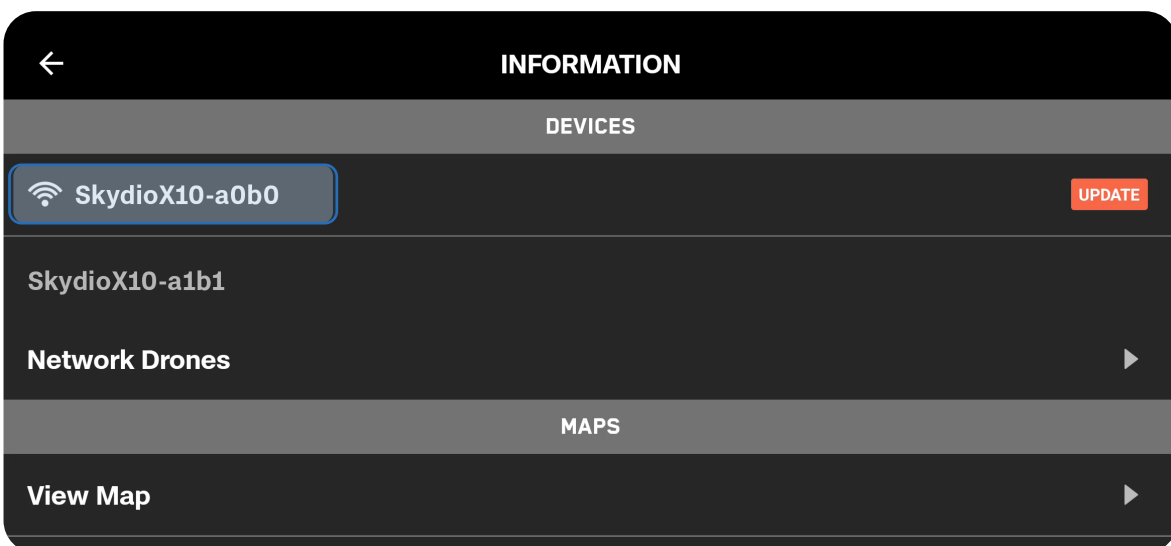 INFORMATION
DEVICES
SkydioX10-a0b0
UPDATE
SkydioX10-a1b1
Network Drones
MAPS
View Map